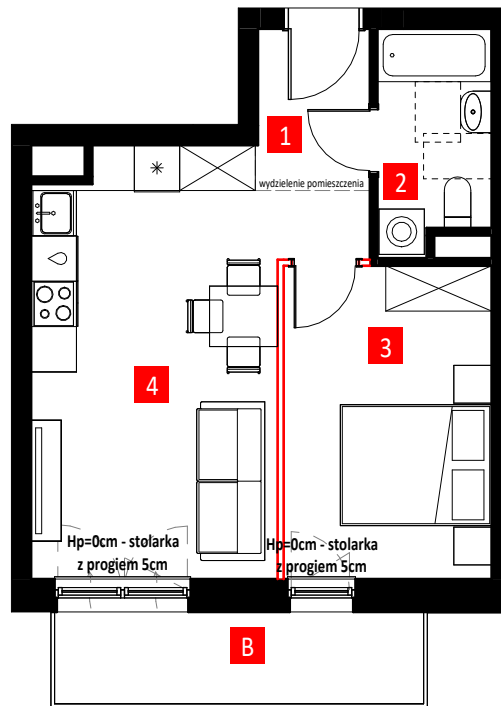 1
2
wydzielenie pomieszczenia
3
4
Hp=0cm - stolarka
z progiem 5cm
Hp=0cm - stolarka
z progiem 5cm
B